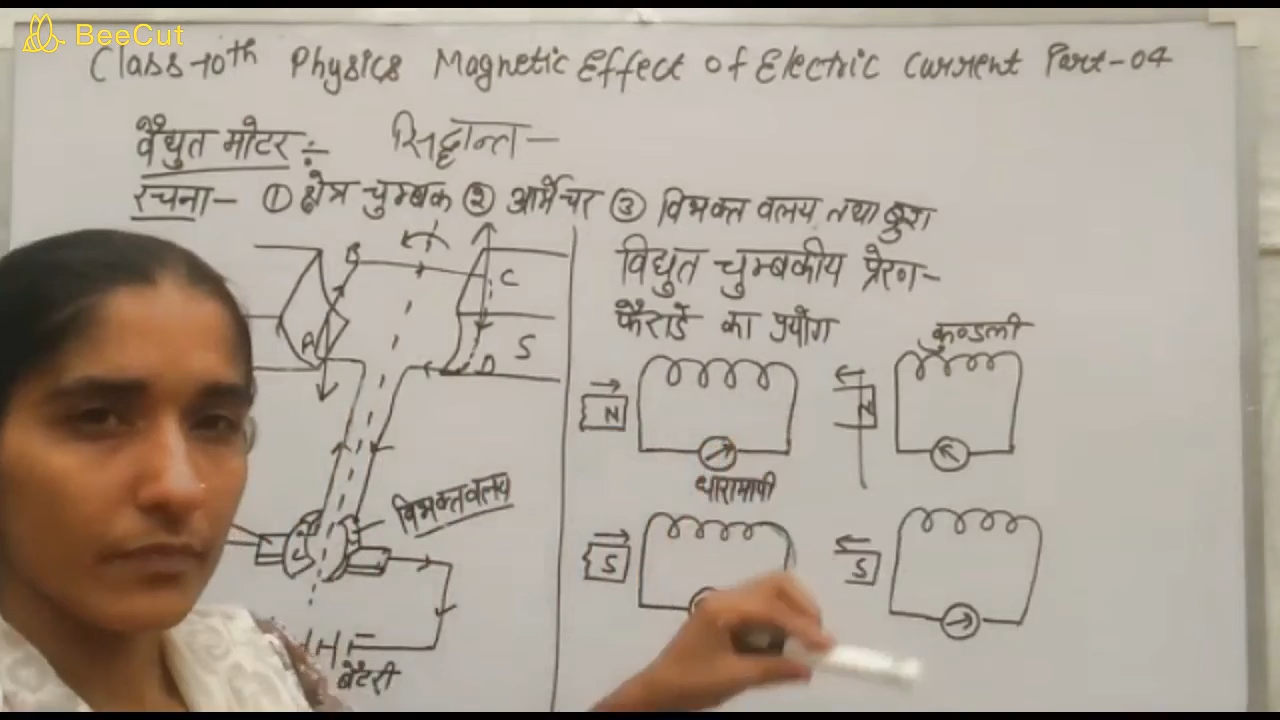 BeeCut
Class-10th Physics Magnetic Effect of Electric Current Part-04
वैधुत मोटर ÷ सिद्धान्त-
रचना- ① क्षेत्र चुम्बक ② आर्मेचर ③ विभक्त वलय तथा ब्रुश
विद्युत चुम्बकीय प्रेरण-
फैराडे का प्रयोग
कुण्डली
B
C
A
S
D
N
N
धारामापी
विभक्त वलय
S
S
बैटरी